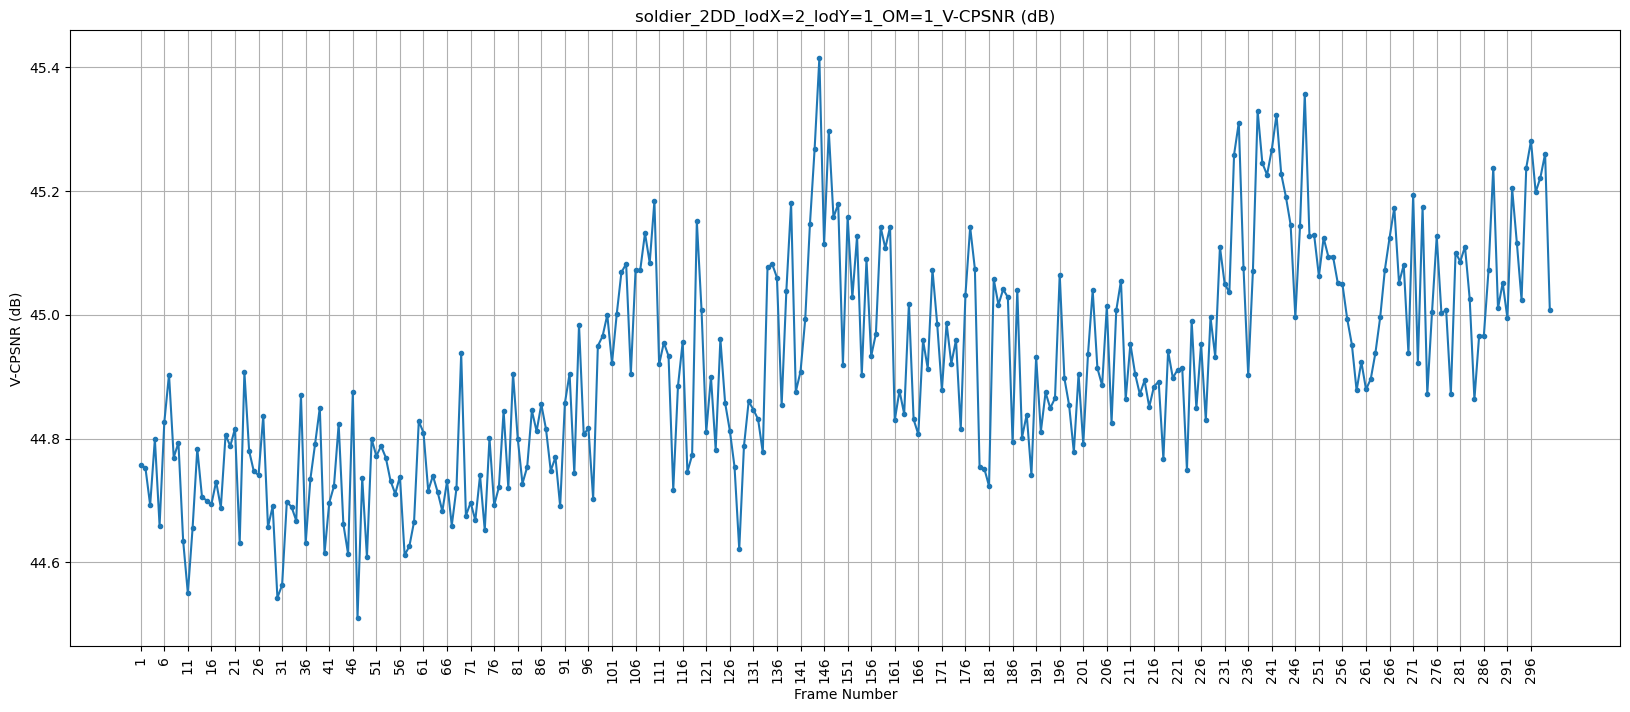 soldier_2DD_lodX=2_lodY=1_OM=1_V-CPSNR (dB)
V-CPSNR (dB)
45.4
45.2
45.0
44.8
44.6
1 6 11 16 21 26 31 36 41 46 51 56 61 66 71 76 81 86 91 96 101 106 111 116 121 126 131 136 141 146 151 156 161 166 171 176 181 186 191 196 201 206 211 216 221 226 231 236 241 246 251 256 261 266 271 276 281 286 291 296
Frame Number